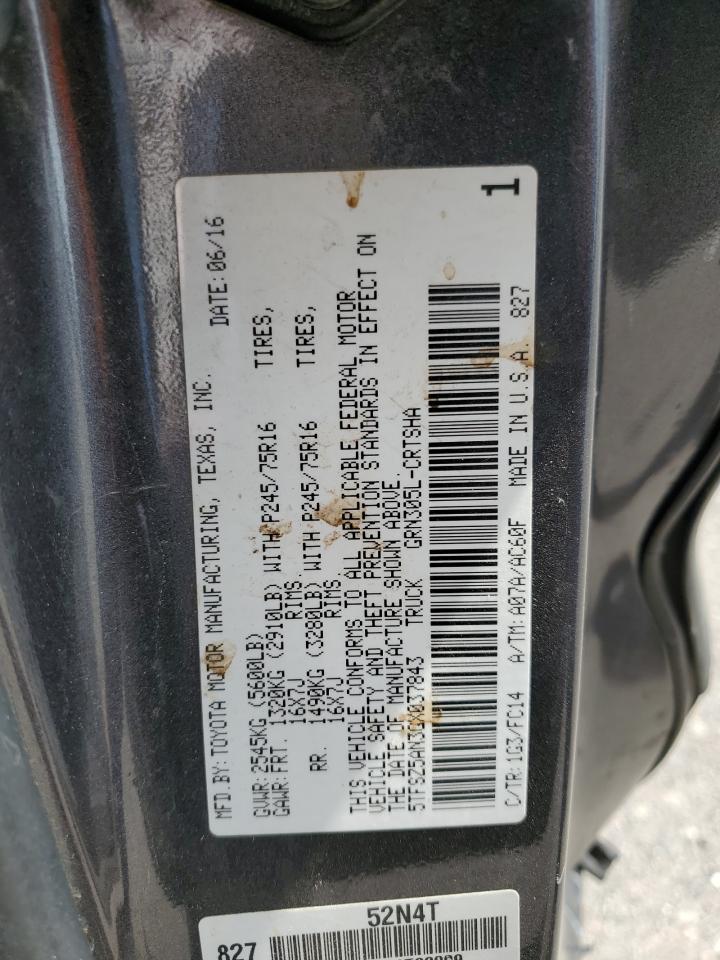 MFD.BY: TOYOTA MOTOR MANUFACTURING, TEXAS, INC. DATE: 06/16
GVWR: 2545KG (5600LB)
GAWR: FRT. 1320KG (2910LB) WITH P245/75R16 TIRES,
16X7J RIMS,
RR. 1490KG (3280LB) WITH P245/75R16 TIRES,
16X7J RIMS.
THIS VEHICLE CONFORMS TO ALL APPLICABLE FEDERAL MOTOR
VEHICLE SAFETY AND THEFT PREVENTION STANDARDS IN EFFECT ON
THE DATE OF MANUFACTURE SHOWN ABOVE.
5TFSZ5AN3GX037843 TRUCK GRN305L-CRTSHA
C/TR: 1G3/FC14 A/TM: A07A/AC60F MADE IN U.S.A. 827
1
52N4T
827